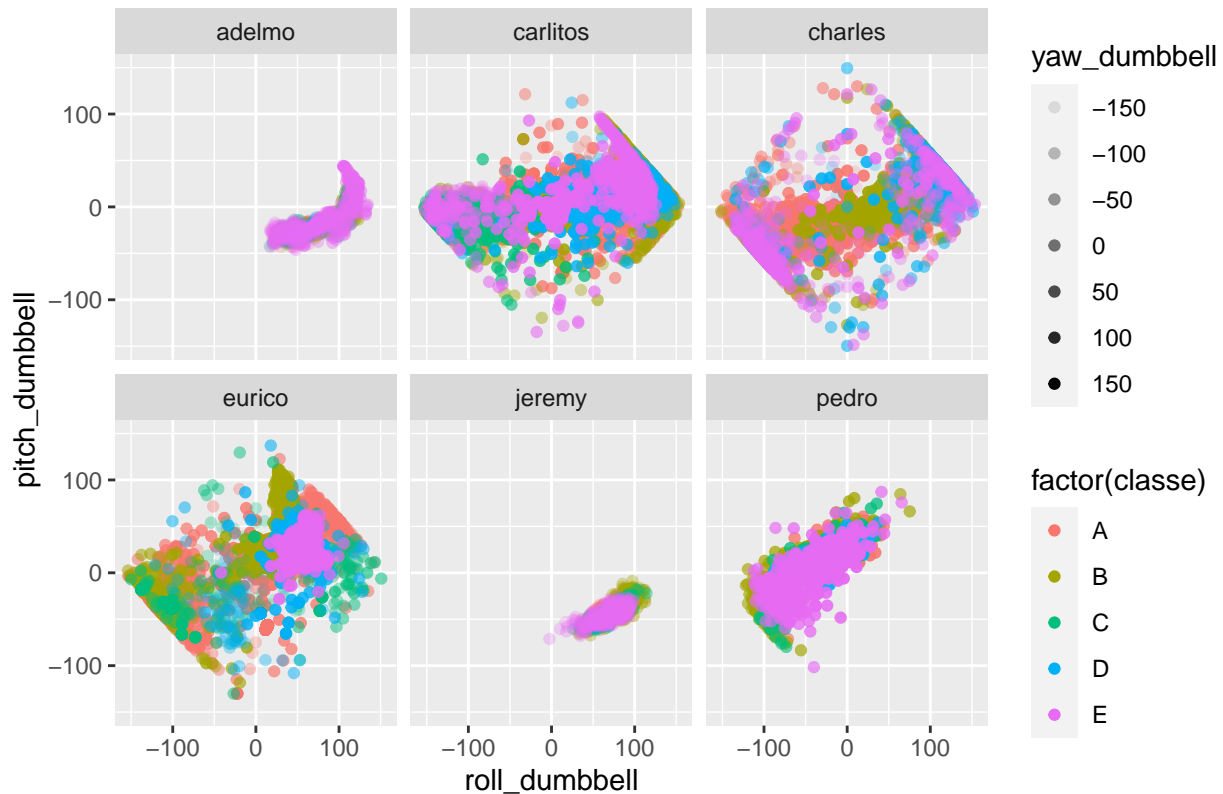 adelmo carlitos charles
100
0
−100
eurico jeremy pedro
100
0
−100
−100 0 100 −100 0 100 −100 0 100
roll_dumbbell
pitch_dumbbell
yaw_dumbbell
−150
−100
−50
0
50
100
150
factor(classe)
A
B
C
D
E